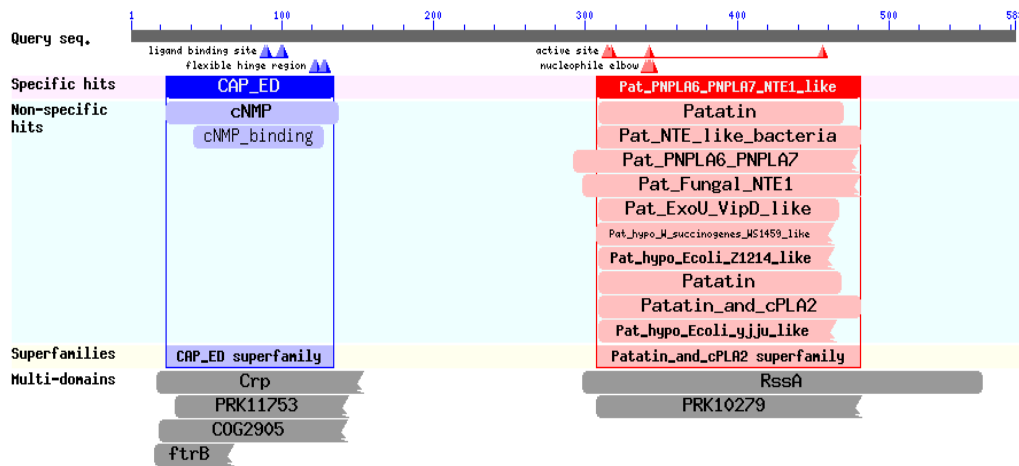 1 100 200 300 400 500 58
Query seq.
ligand binding site active site
flexible hinge region nucleophile elbow
Specific hits CAP_ED Pat_PNPLA6_PNPLA7_NTE1_like
Non-specific hits cNMP Patatin
cNMP_binding Pat_NTE_like_bacteria
Pat_PNPLA6_PNPLA7
Pat_Fungal_NTE1
Pat_ExoU_VipD_like
Pat_hypo_W_succinogenes_WS1459_like
Pat_hypo_Ecoli_Z1214_like
Patatin
Patatin_and_cPLA2
Pat_hypo_Ecoli_yjju_like
Superfamilies CAP_ED superfamily Patatin_and_cPLA2 superfamily
Multi-domains Crp RssA
PRK11753 PRK10279
COG2905
ftrB